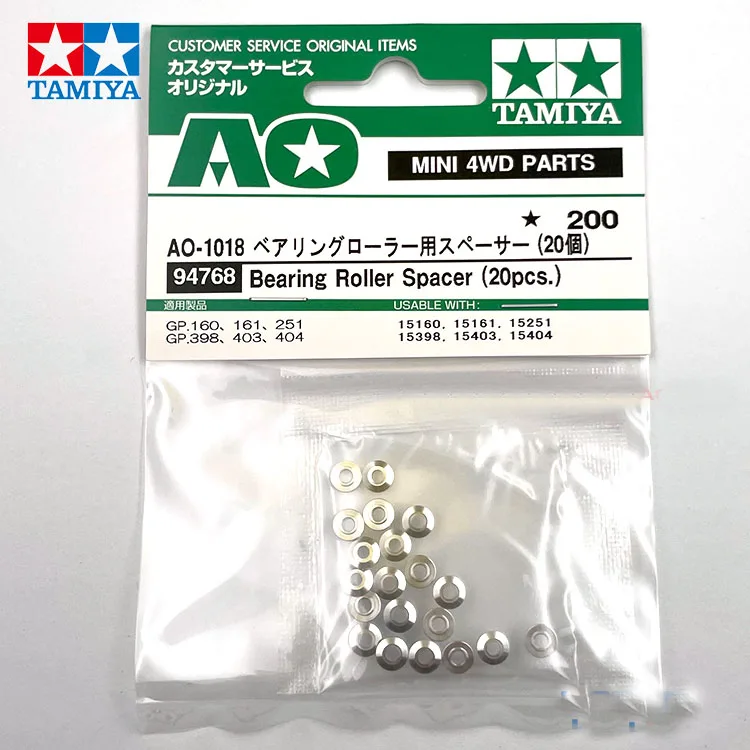 TAMIYA
CUSTOMER SERVICE ORIGINAL ITEMS
カスタマーサービス
オリジナル
TAMIYA
AO
MINI 4WD PARTS
★ 200
AO-1018 ベアリングローラー用スペーサー (20個)
94768 Bearing Roller Spacer (20pcs.)
適用製品
USABLE WITH:
GP.160、161、251
15160, 15161, 15251
GP.398、403、404
15398, 15403, 15404